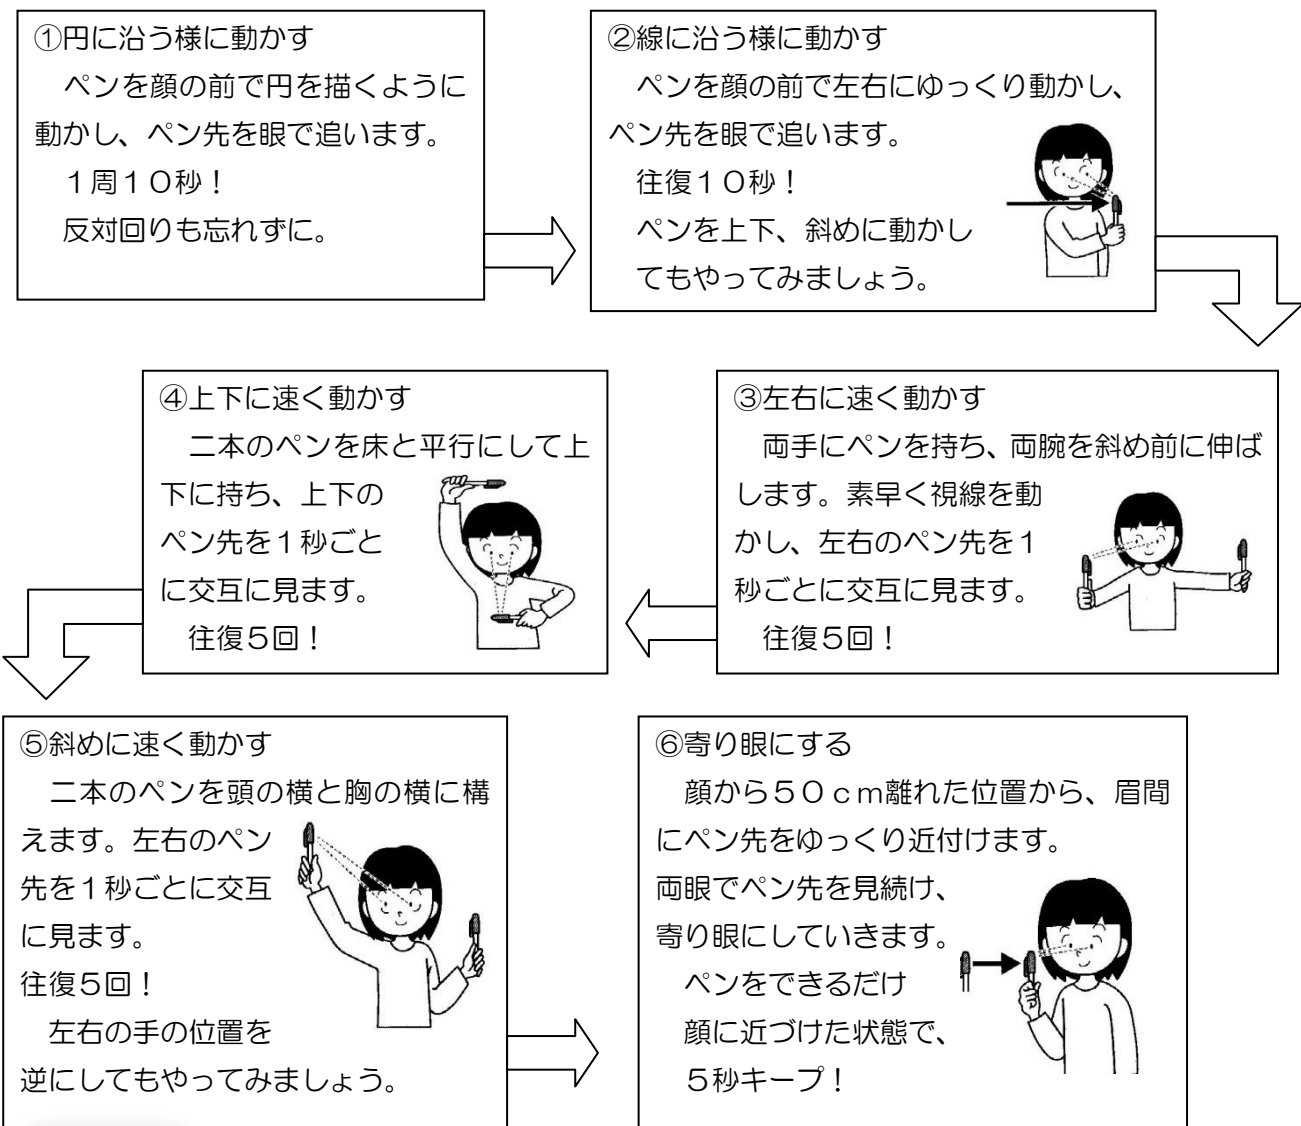 ①円に沿う様に動かす
ペンを顔の前で円を描くように
動かし、ペン先を眼で追います。
１周１０秒！
反対回りも忘れずに。
②線に沿う様に動かす
ペンを顔の前で左右にゆっくり動かし、
ペン先を眼で追います。
往復１０秒！
ペンを上下、斜めに動かし
てもやってみましょう。
③左右に速く動かす
両手にペンを持ち、両腕を斜め前に伸ば
します。素早く視線を動
かし、左右のペン先を１
秒ごとに交互に見ます。
往復５回！
④上下に速く動かす
二本のペンを床と平行にして上
下に持ち、上下の
ペン先を１秒ごと
に交互に見ます。
往復５回！
⑤斜めに速く動かす
二本のペンを頭の横と胸の横に構
えます。左右のペン
先を１秒ごとに交互
に見ます。
往復５回！
左右の手の位置を
逆にしてもやってみましょう。
⑥寄り眼にする
顔から５０ｃｍ離れた位置から、眉間
にペン先をゆっくり近付けます。
両眼でペン先を見続け、
寄り眼にしていきます。
ペンをできるだけ
顔に近づけた状態で、
５秒キープ！